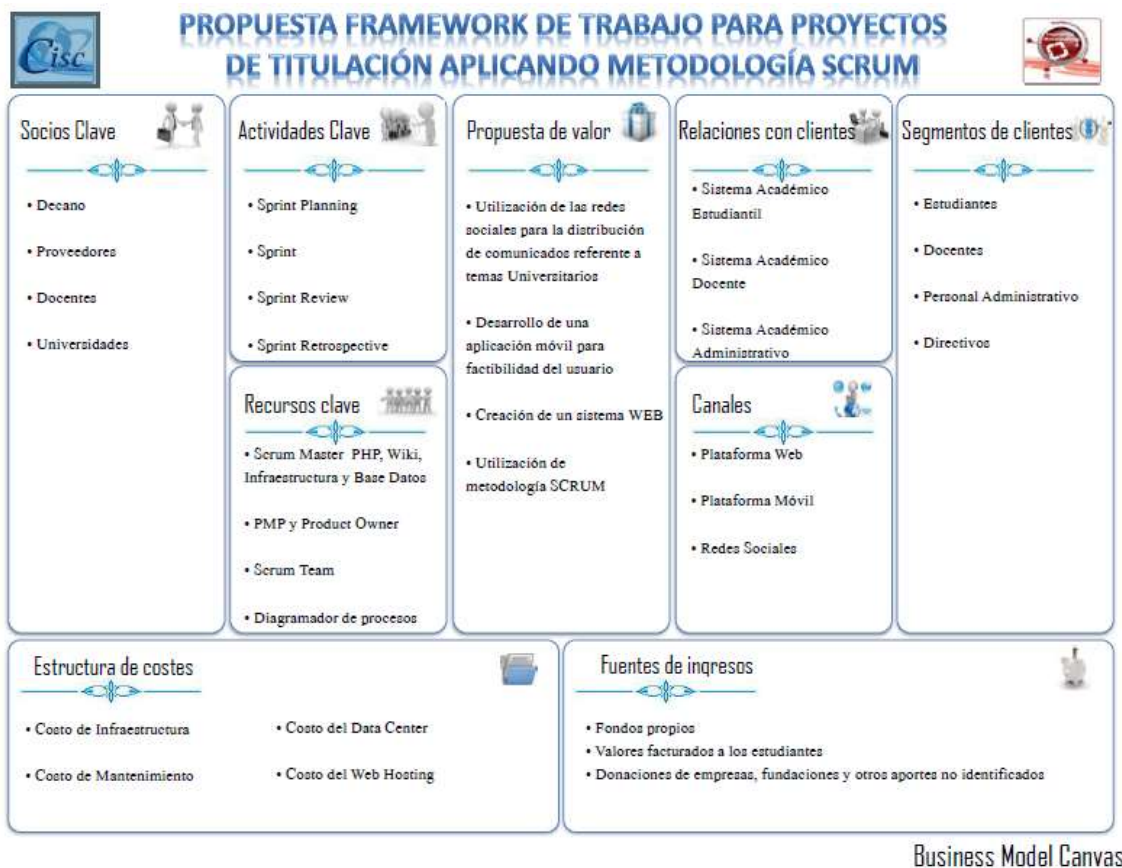 Cisc
PROPUESTA FRAMEWORK DE TRABAJO PARA PROYECTOS
DE TITULACIÓN APLICANDO METODOLOGÍA SCRUM
Socios Clave
• Decano
• Proveedores
• Docentes
• Universidades
Actividades Clave
• Sprint Planning
• Sprint
• Sprint Review
• Sprint Retrospective
Recursos clave
• Scrum Master PHP, Wiki,
Infraestructura y Base Datos
• PMP y Product Owner
• Scrum Team
• Diagramador de procesos
Propuesta de valor
• Utilización de las redes
sociales para la distribución
de comunicados referente a
temas Universitarios
• Desarrollo de una
aplicación móvil para
factibilidad del usuario
• Creación de un sistema WEB
• Utilización de
metodología SCRUM
Relaciones con clientes
• Sistema Académico
Estudiantil
• Sistema Académico
Docente
• Sistema Académico
Administrativo
Canales
• Plataforma Web
• Plataforma Móvil
• Redes Sociales
Segmentos de clientes
• Estudiantes
• Docentes
• Personal Administrativo
• Directivos
Estructura de costes
• Costo de Infraestructura
• Costo de Mantenimiento
• Costo del Data Center
• Costo del Web Hosting
Fuentes de ingresos
• Fondos propios
• Valores facturados a los estudiantes
• Donaciones de empresas, fundaciones y otros aportes no identificados
Business Model Canvas